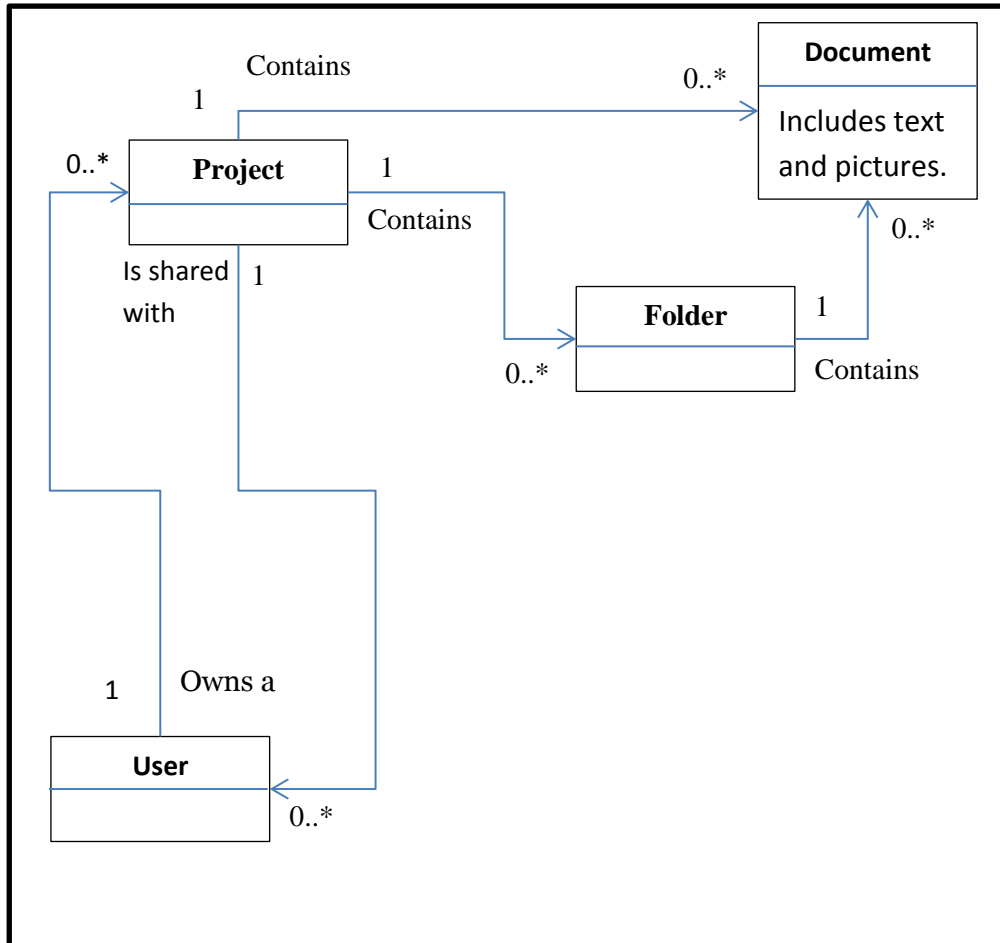 Document
Contains
0..*
1
Includes text
and pictures.
0..*
Project
1
Contains
0..*
Is shared
with
1
Folder
1
0..*
Contains
Owns a
1
User
0..*